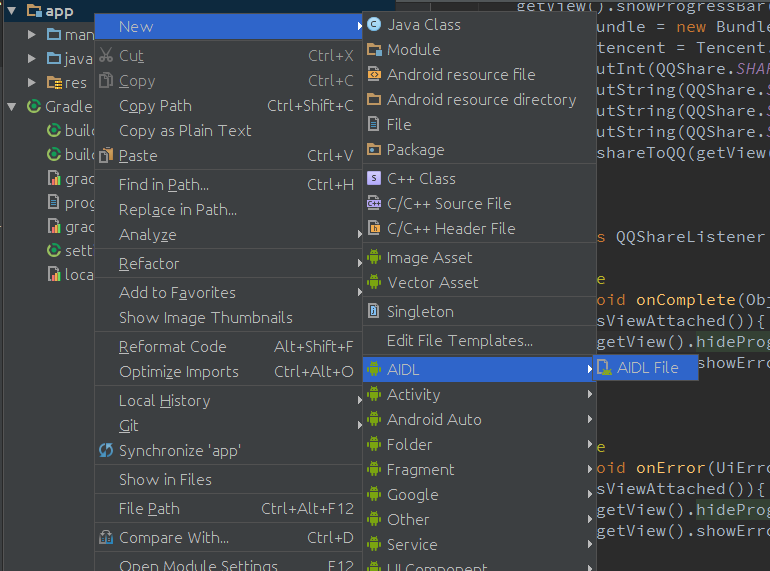 app
man
java
res
Gradle
build
build
grad
prog
grad
sett
loca
New
Cut Ctrl+X
Copy Ctrl+C
Copy Path Ctrl+Shift+C
Copy as Plain Text
Paste Ctrl+V
Find in Path... Ctrl+H
Replace in Path...
Analyze
Refactor
Add to Favorites
Show Image Thumbnails
Reformat Code Alt+Shift+F
Optimize Imports Ctrl+Alt+O
Local History
Git
Synchronize 'app'
Show in Files
File Path Ctrl+Alt+F12
Compare With... Ctrl+D
Open Module Settings F12
Java Class
Module
Android resource file
Android resource directory
File
Package
C++ Class
C/C++ Source File
C/C++ Header File
Image Asset
Vector Asset
Singleton
Edit File Templates...
AIDL
Activity
Android Auto
Folder
Fragment
Google
Other
Service
UI Component
AIDL File
getView().showProgressBar(
undle = new Bundle
tencent = Tencent.
utInt(QQShare.SHAR
utString(QQShare.S
utString(QQShare.S
utString(QQShare.S
shareToQQ(getView(
s QQShareListener
e
oid onComplete(Obj
sViewAttached()){
getView().hideProg
getView().showErro
e
oid onError(UiErro
sViewAttached()){
getView().hideProg
getView().showErro